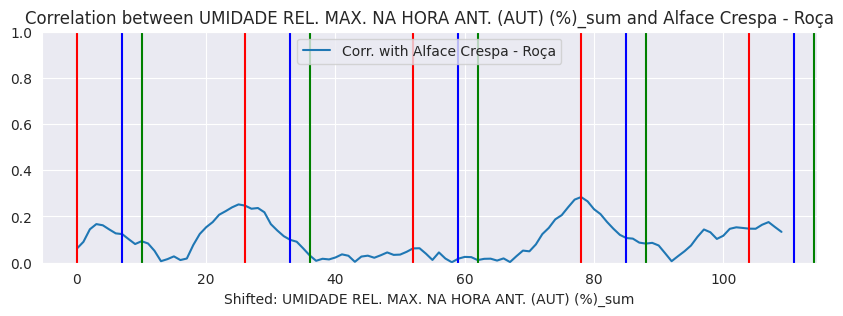 Correlation between UMIDADE REL. MAX. NA HORA ANT. (AUT) (%)_sum and Alface Crespa - Roça
Corr. with Alface Crespa - Roça
1.0
0.8
0.6
0.4
0.2
0.0
0 20 40 60 80 100
Shifted: UMIDADE REL. MAX. NA HORA ANT. (AUT) (%)_sum